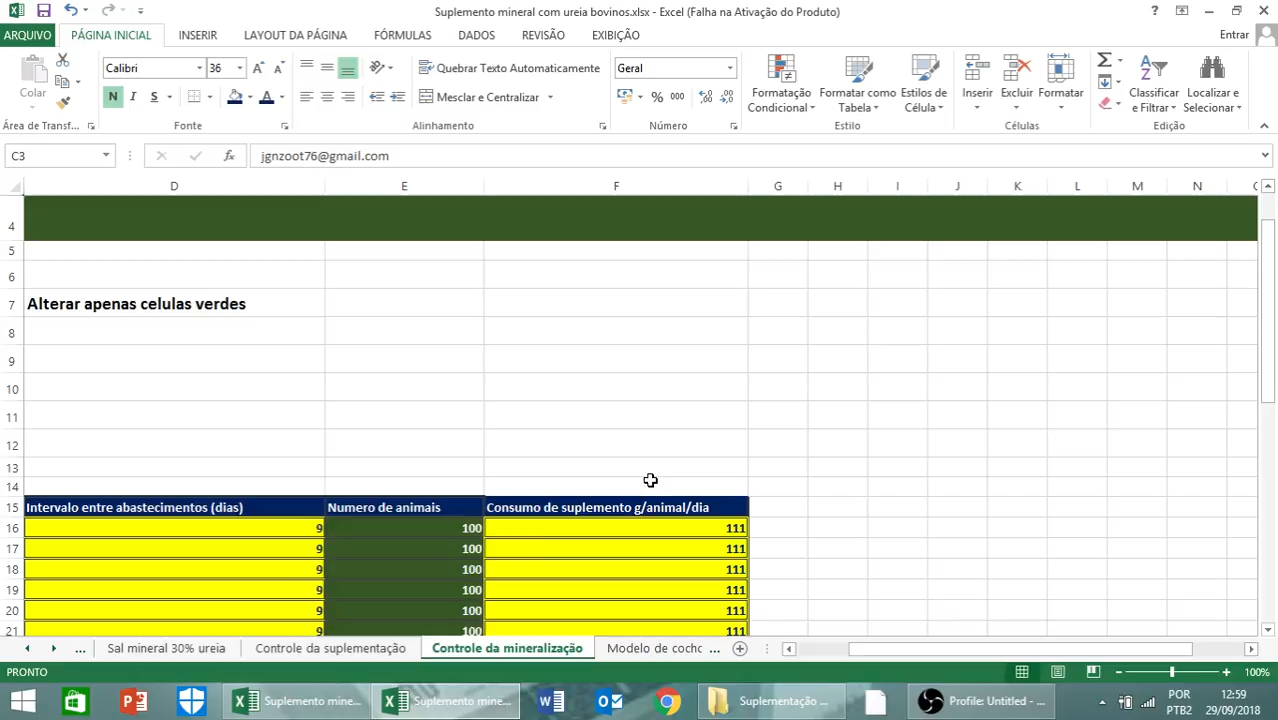 Suplemento mineral com ureia bovinos.xlsx - Excel (Falha na Ativação do Produto)
ARQUIVO PÁGINA INICIAL INSERIR LAYOUT DA PÁGINA FÓRMULAS DADOS REVISÃO EXIBIÇÃO Entrar
Colar
Calibri 36
N I S
Quebrar Texto Automaticamente
Mesclar e Centralizar
Geral
% 000
Formatação Condicional
Formatar como Tabela
Estilos de Célula
Inserir
Excluir
Formatar
Classificar e Filtrar
Localizar e Selecionar
Área de Transf... Fonte Alinhamento Número Estilo Células Edição
C3 fx jgnzoot76@gmail.com
D E F G H I J K L M N
4
5
6
7 Alterar apenas celulas verdes
8
9
10
11
12
13
14
15 Intervalo entre abastecimentos (dias) Numero de animais Consumo de suplemento g/animal/dia
16 9 100 111
17 9 100 111
18 9 100 111
19 9 100 111
20 9 100 111
21 9 100 111
... Sal mineral 30% ureia Controle da suplementação Controle da mineralização Modelo de cocho ...
PRONTO 100%
Suplemento mine... Suplemento mine... Suplementação ... Profile: Untitled - ... POR 12:59
PTB2 29/09/2018